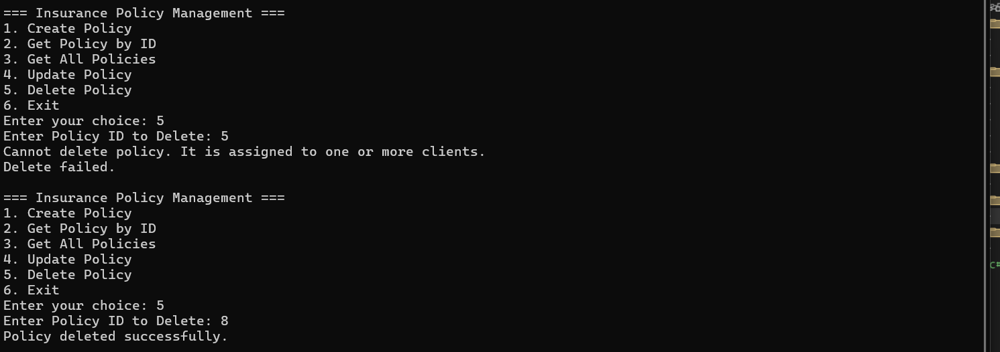 === Insurance Policy Management ===
1. Create Policy
2. Get Policy by ID
3. Get All Policies
4. Update Policy
5. Delete Policy
6. Exit
Enter your choice: 5
Enter Policy ID to Delete: 5
Cannot delete policy. It is assigned to one or more clients.
Delete failed.
=== Insurance Policy Management ===
1. Create Policy
2. Get Policy by ID
3. Get All Policies
4. Update Policy
5. Delete Policy
6. Exit
Enter your choice: 5
Enter Policy ID to Delete: 8
Policy deleted successfully.
C#